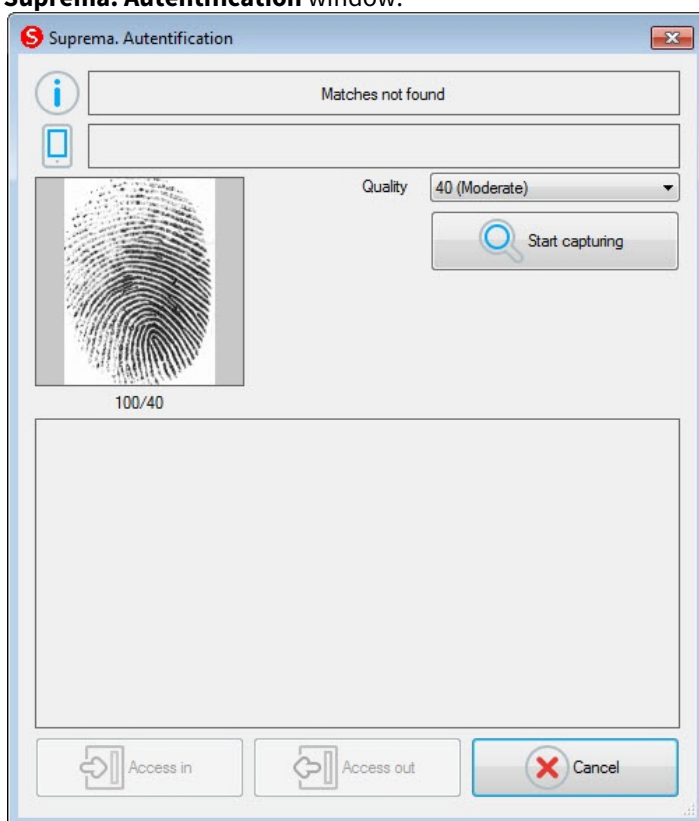 Suprema. Autentification window.
Suprema. Autentification
Matches not found
Quality 40 (Moderate)
Start capturing
100/40
Access in Access out Cancel